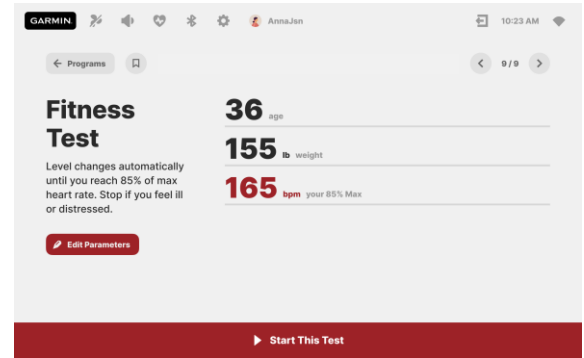 GARMIN AnnaJsn 10:23 AM
Programs 9/9
Fitness
Test
Level changes automatically
until you reach 85% of max
heart rate. Stop if you feel ill
or distressed.
Edit Parameters
36 age
155 lb weight
165 bpm your 85% Max
Start This Test